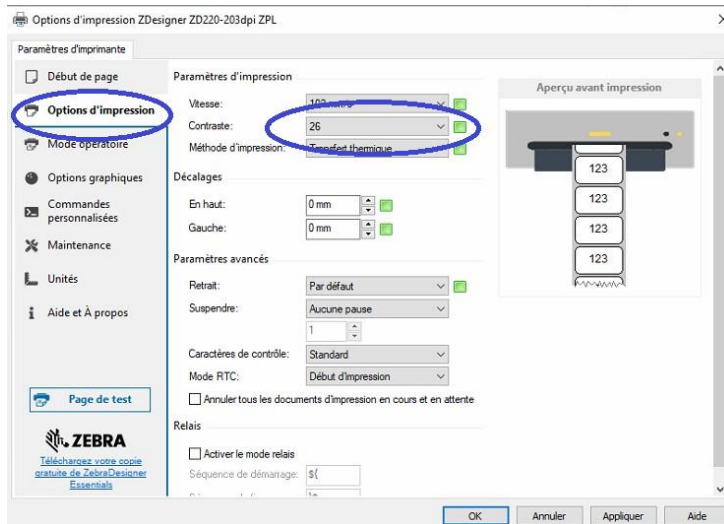 Options d'impression ZDesigner ZD220-203dpi ZPL
Paramètres d'imprimante
Début de page
Options d'impression
Mode opératoire
Options graphiques
Commandes
personnalisées
Maintenance
Unités
Aide et À propos
Page de test
ZEBRA
Téléchargez votre copie
gratuite de ZebraDesigner
Essentials
Paramètres d'impression
Vitesse:
Contraste: 26
Méthode d'impression: Transfert thermique
Décalages
En haut: 0 mm
Gauche: 0 mm
Paramètres avancés
Retrait: Par défaut
Suspendre: Aucune pause
1
Caractères de contrôle: Standard
Mode RTC: Début d'impression
Annuler tous les documents d'impression en cours et en attente
Relais
Activer le mode relais
Séquence de démarrage: ${
Aperçu avant impression
123
123
123
123
OK Annuler Appliquer Aide